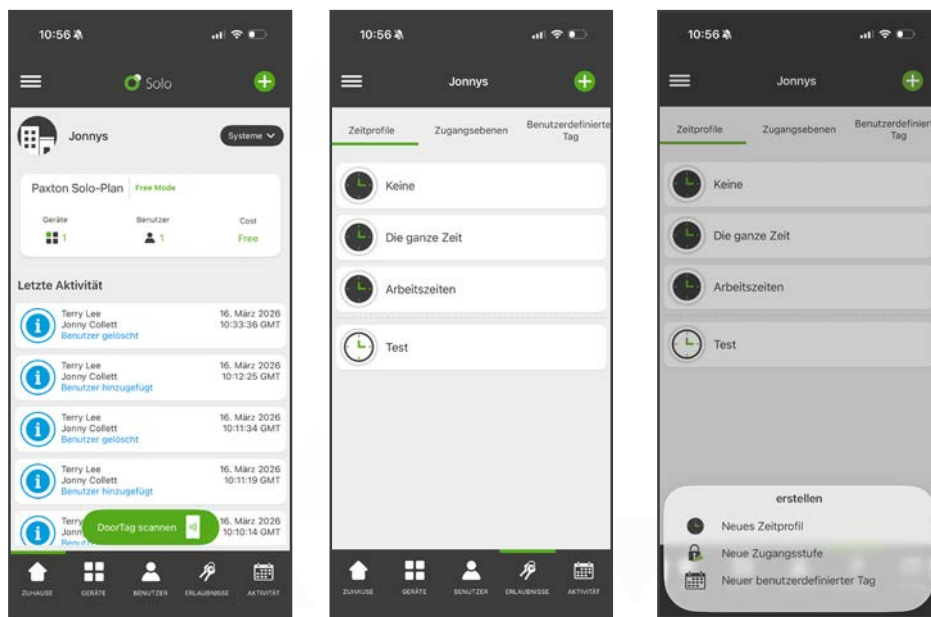 10:56
Solo
Jonnys
Systeme
Paxton Solo-Plan Free Mode
Geräte Benutzer Cost
1 1 Free
Letzte Aktivität
Terry Lee 16. März 2026
Jonny Collett 10:33:36 GMT
Benutzer gelöscht
Terry Lee 16. März 2026
Jonny Collett 10:12:25 GMT
Benutzer hinzugefügt
Terry Lee 16. März 2026
Jonny Collett 10:11:34 GMT
Benutzer gelöscht
Terry Lee 16. März 2026
Jonny Collett 10:11:19 GMT
Benutzer hinzugefügt
Terry 16. März 2026
10:10:14 GMT
DoorTag scannen
ZUHAUSE GERÄTE BENUTZER ERLAUBNISSE AKTIVITÄT
10:56
Jonnys
Zeitprofile Zugangsebenen Benutzerdefinierte
Tag
Keine
Die ganze Zeit
Arbeitszeiten
Test
ZUHAUSE GERÄTE BENUTZER ERLAUBNISSE AKTIVITÄT
10:56
Jonnys
Zeitprofile Zugangsebenen Benutzerdefiniert
Tag
Keine
Die ganze Zeit
Arbeitszeiten
Test
erstellen
Neues Zeitprofil
Neue Zugangsstufe
Neuer benutzerdefinierter Tag